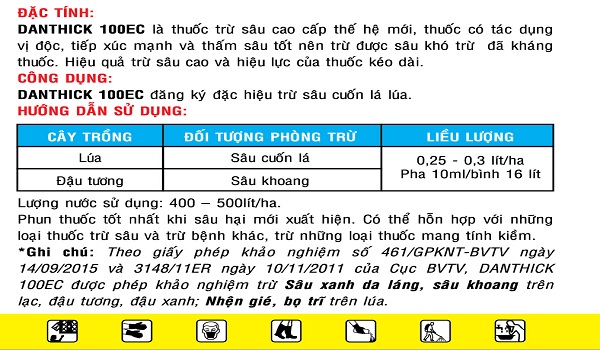 ĐẶC TÍNH:
DANTHICK 100EC là thuốc trừ sâu cao cấp thế hệ mới, thuốc có tác dụng
vị độc, tiếp xúc mạnh và thấm sâu tốt nên trừ được sâu khó trừ đã kháng
thuốc. Hiệu quả trừ sâu cao và hiệu lực của thuốc kéo dài.
CÔNG DỤNG:
DANTHICK 100EC đăng ký đặc hiệu trừ sâu cuốn lá lúa.
HƯỚNG DẪN SỬ DỤNG:
CÂY TRỒNG ĐỐI TƯỢNG PHÒNG TRỪ LIỀU LƯỢNG
Lúa Sâu cuốn lá 0,25 - 0,3 lít/ha
Đậu tương Sâu khoang Pha 10ml/bình 16 lít
Lượng nước sử dụng: 400 – 500lít/ha.
Phun thuốc tốt nhất khi sâu hại mới xuất hiện. Có thể hỗn hợp với những
loại thuốc trừ sâu và trừ bệnh khác, trừ những loại thuốc mang tính kiềm.
*Ghi chú: Theo giấy phép khảo nghiệm số 461/GPKNT-BVTV ngày
14/09/2015 và 3148/11ER ngày 10/11/2011 của Cục BVTV, DANTHICK
100EC được phép khảo nghiệm trừ Sâu xanh da láng, sâu khoang trên
lạc, đậu tương, đậu xanh; Nhện gié, bọ trĩ trên lúa.